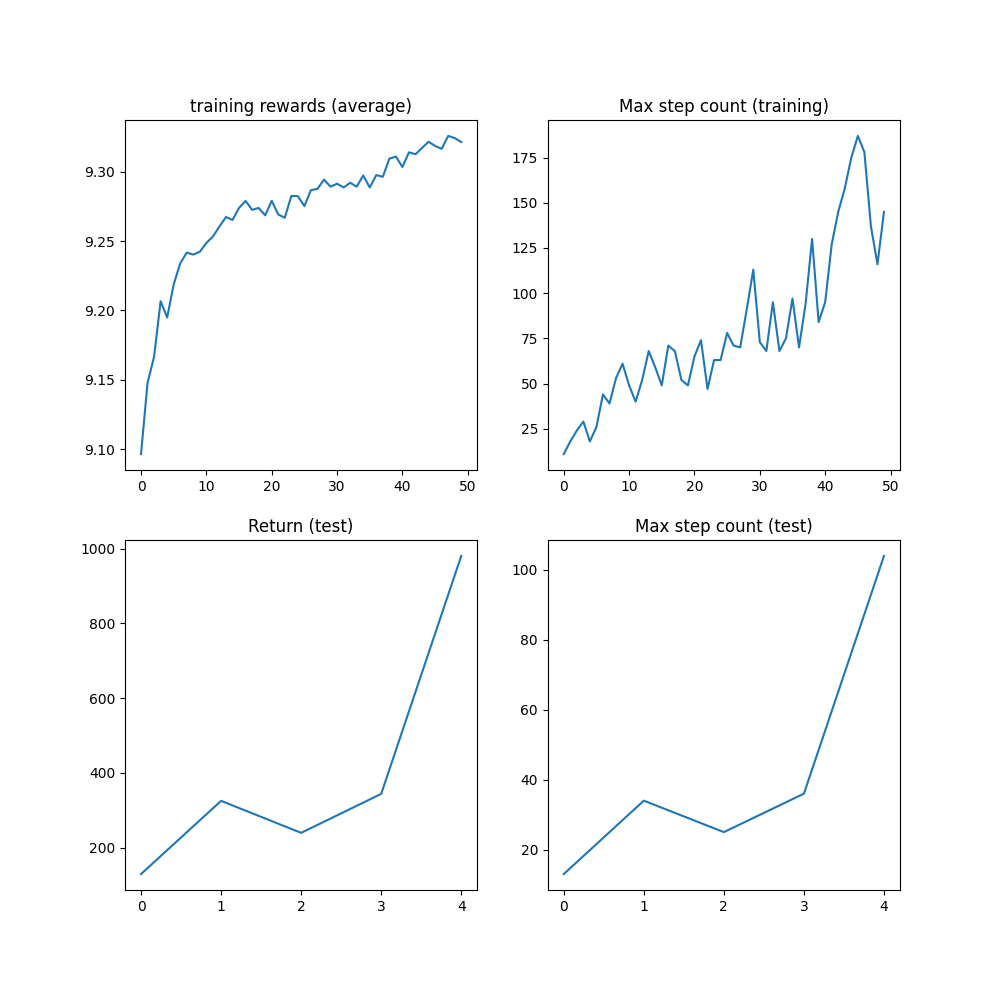 training rewards (average)
9.30
9.25
9.20
9.15
9.10
0 10 20 30 40 50
Max step count (training)
175
150
125
100
75
50
25
0 10 20 30 40 50
Return (test)
1000
800
600
400
200
0 1 2 3 4
Max step count (test)
100
80
60
40
20
0 1 2 3 4